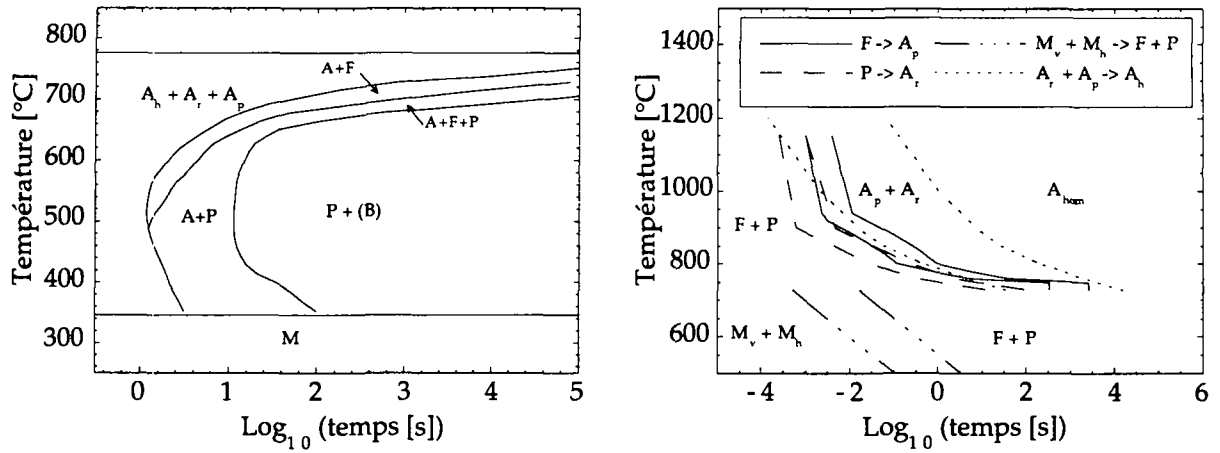 800
700
600
500
400
300
Température [°C]
A_h + A_r + A_p
A+F
A+F+P
A+P
P + (B)
M
0
1
2
3
4
5
Log_10 (temps [s])
1400
1200
1000
800
600
Température [°C]
F -> A_p
M_v + M_h -> F + P
P -> A_r
A_r + A_p -> A_h
A_p + A_r
A_hom
F + P
M_v + M_h
F + P
-4
-2
0
2
4
6
Log_10 (temps [s])